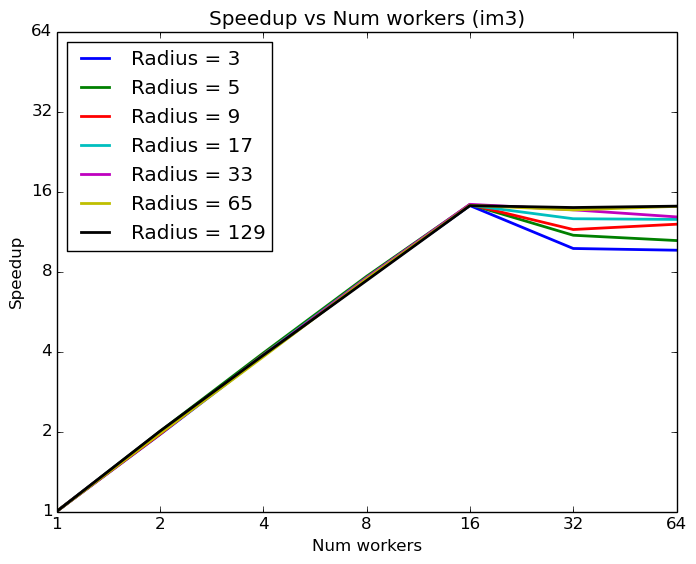 Speedup vs Num workers (im3)
64
32
16
8
4
2
1
Speedup
Radius = 3
Radius = 5
Radius = 9
Radius = 17
Radius = 33
Radius = 65
Radius = 129
1 2 4 8 16 32 64
Num workers